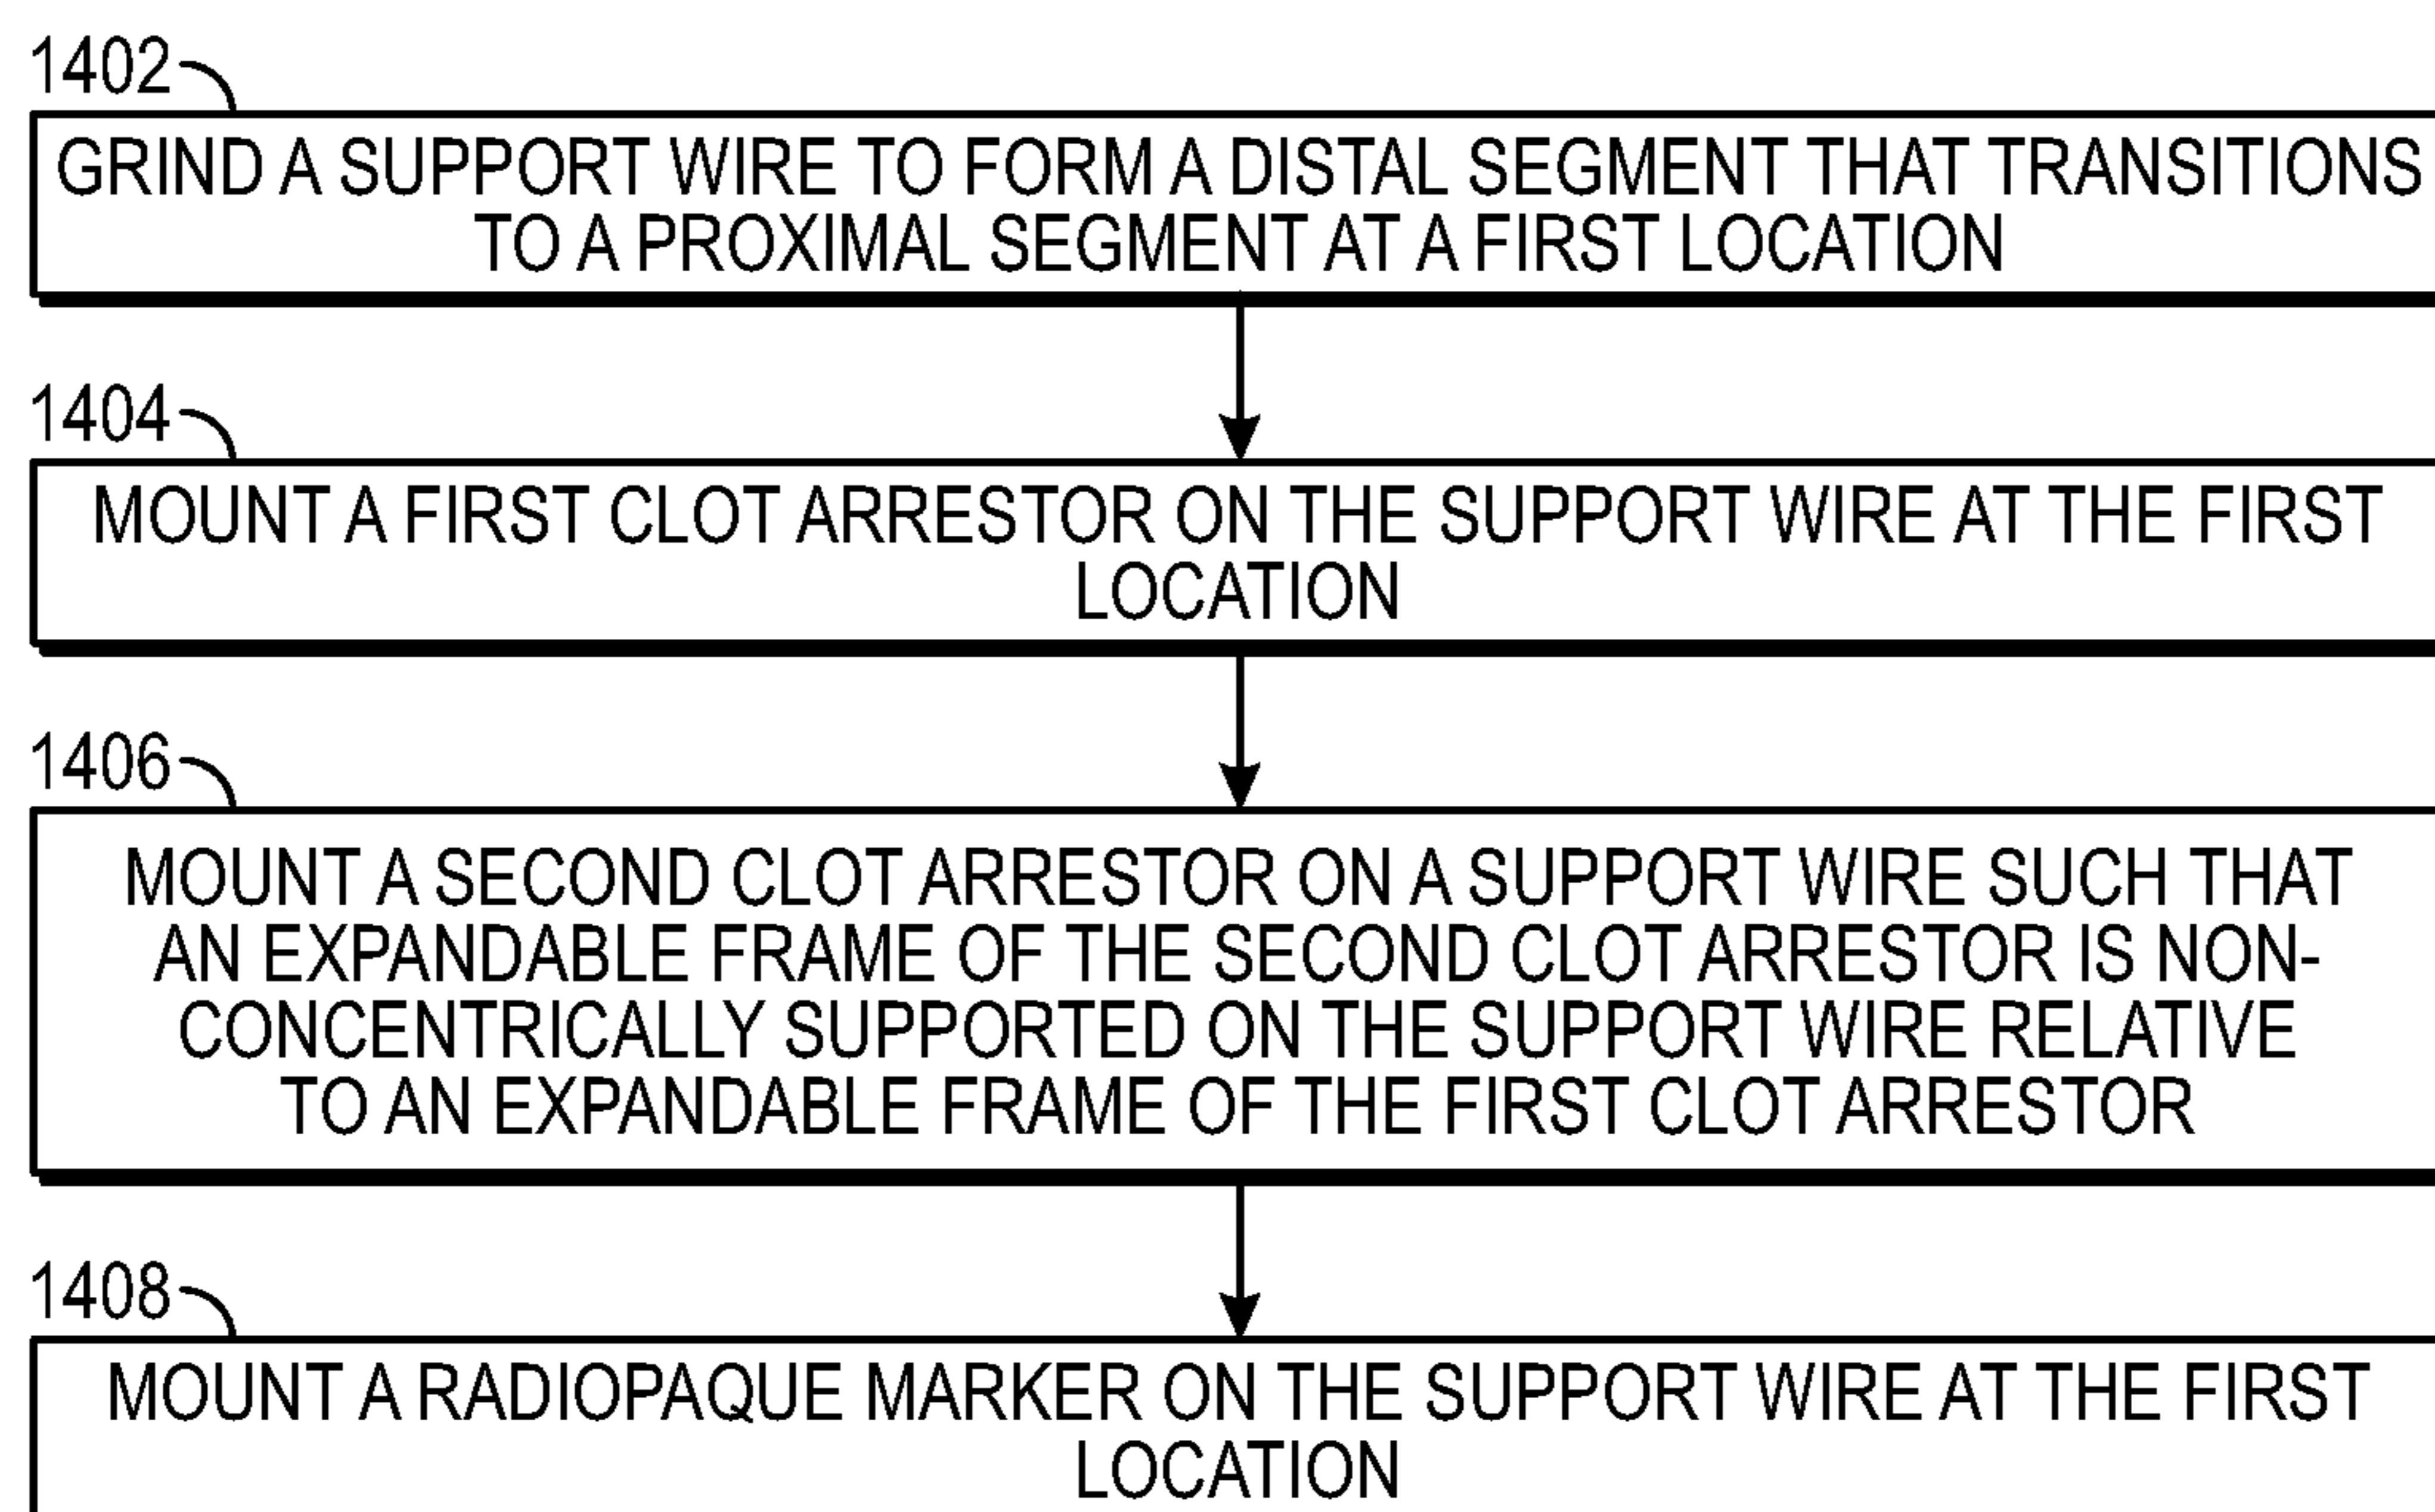 1402
GRIND A SUPPORT WIRE TO FORM A DISTAL SEGMENT THAT TRANSITIONS
TO A PROXIMAL SEGMENT AT A FIRST LOCATION
1404
MOUNT A FIRST CLOT ARRESTOR ON THE SUPPORT WIRE AT THE FIRST
LOCATION
1406
MOUNT A SECOND CLOT ARRESTOR ON A SUPPORT WIRE SUCH THAT
AN EXPANDABLE FRAME OF THE SECOND CLOT ARRESTOR IS NON-
CONCENTRICALLY SUPPORTED ON THE SUPPORT WIRE RELATIVE
TO AN EXPANDABLE FRAME OF THE FIRST CLOT ARRESTOR
1408
MOUNT A RADIOPAQUE MARKER ON THE SUPPORT WIRE AT THE FIRST
LOCATION